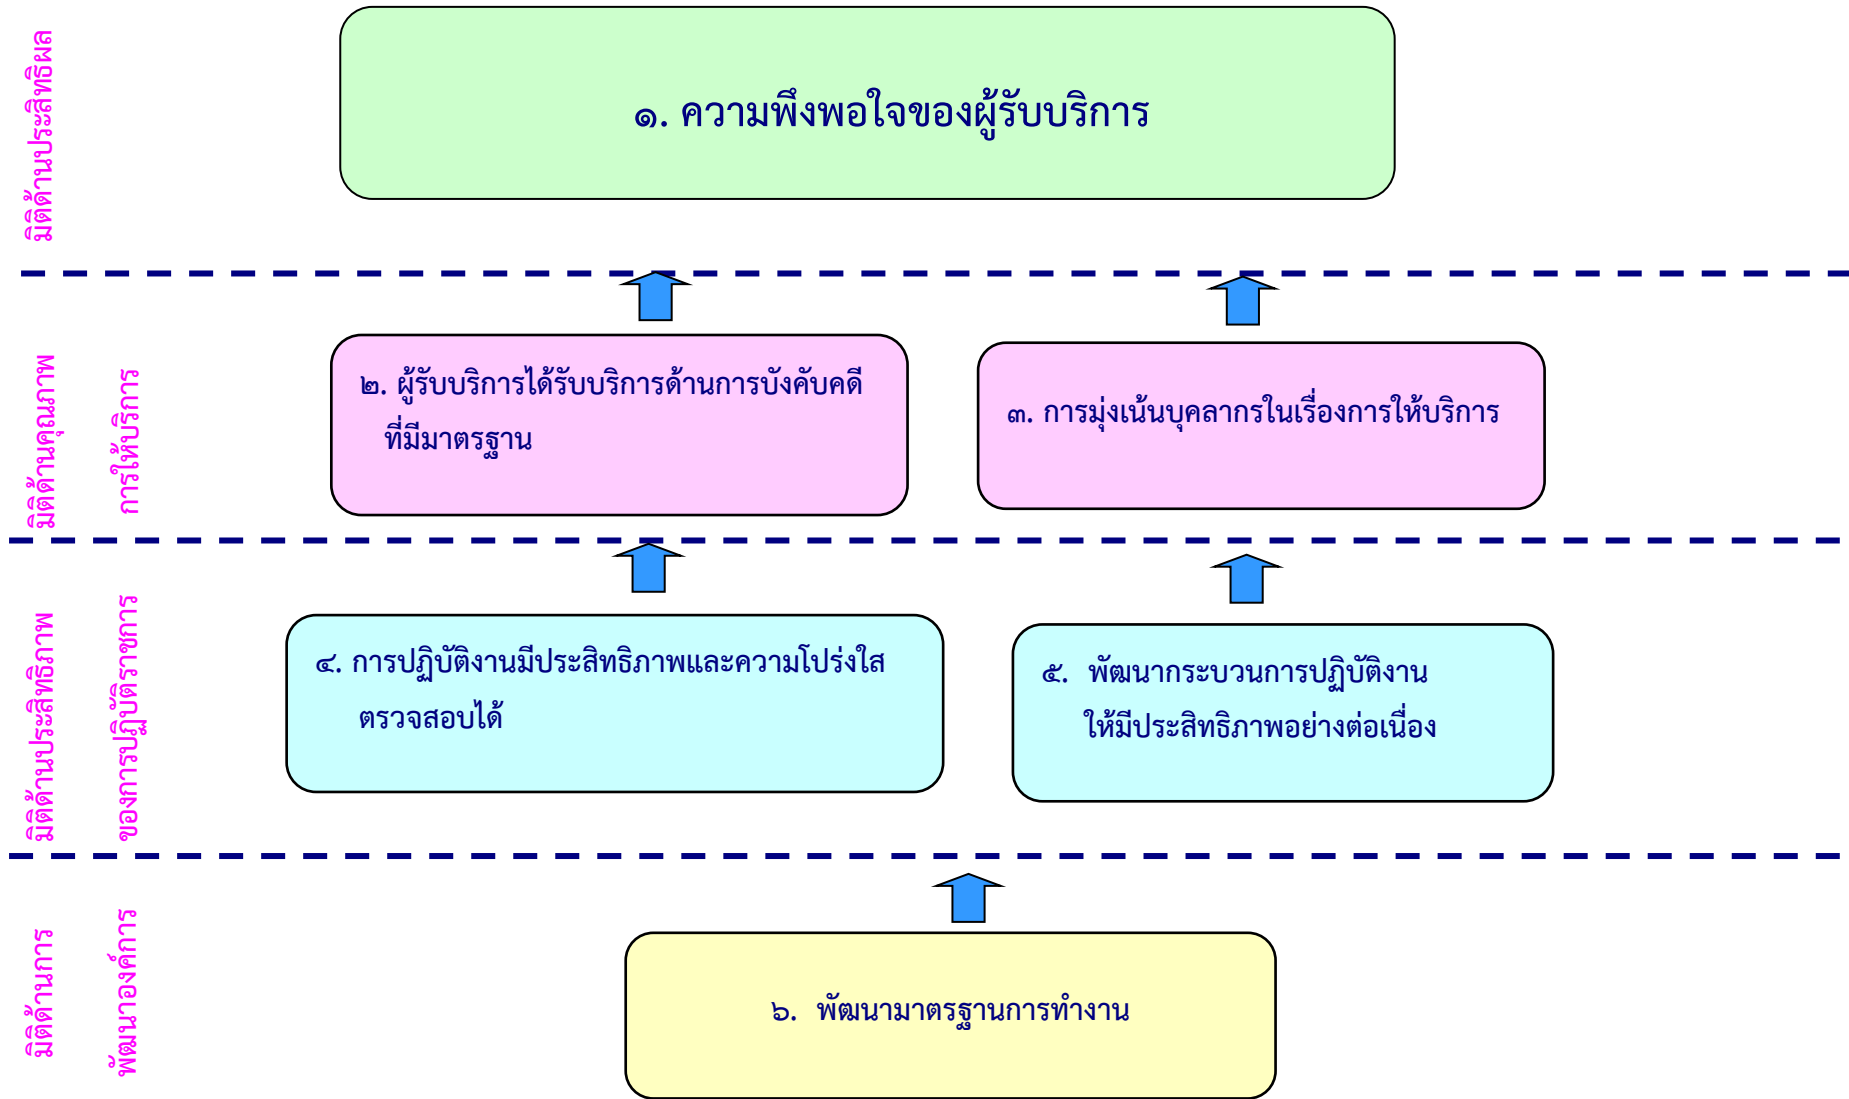 มิติด้านประสิทธิผล
๑. ความพึงพอใจของผู้รับบริการ
มิติด้านคุณภาพ
การให้บริการ
๒. ผู้รับบริการได้รับบริการด้านการบังคับคดี
ที่มีมาตรฐาน
๓. การมุ่งเน้นบุคลากรในเรื่องการให้บริการ
มิติด้านประสิทธิภาพ
ของการปฏิบัติราชการ
๔. การปฏิบัติงานมีประสิทธิภาพและความโปร่งใส
ตรวจสอบได้
๕. พัฒนากระบวนการปฏิบัติงาน
ให้มีประสิทธิภาพอย่างต่อเนื่อง
มิติด้านการ
พัฒนาองค์การ
๖. พัฒนามาตรฐานการทำงาน